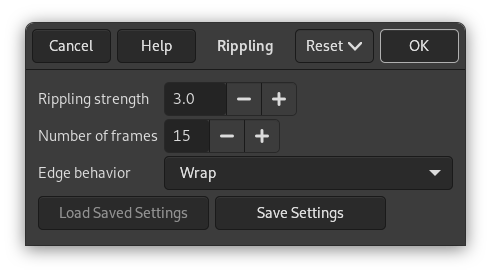 Cancel Help Rippling Reset OK
Rippling strength 3.0
Number of frames 15
Edge behavior Wrap
Load Saved Settings Save Settings